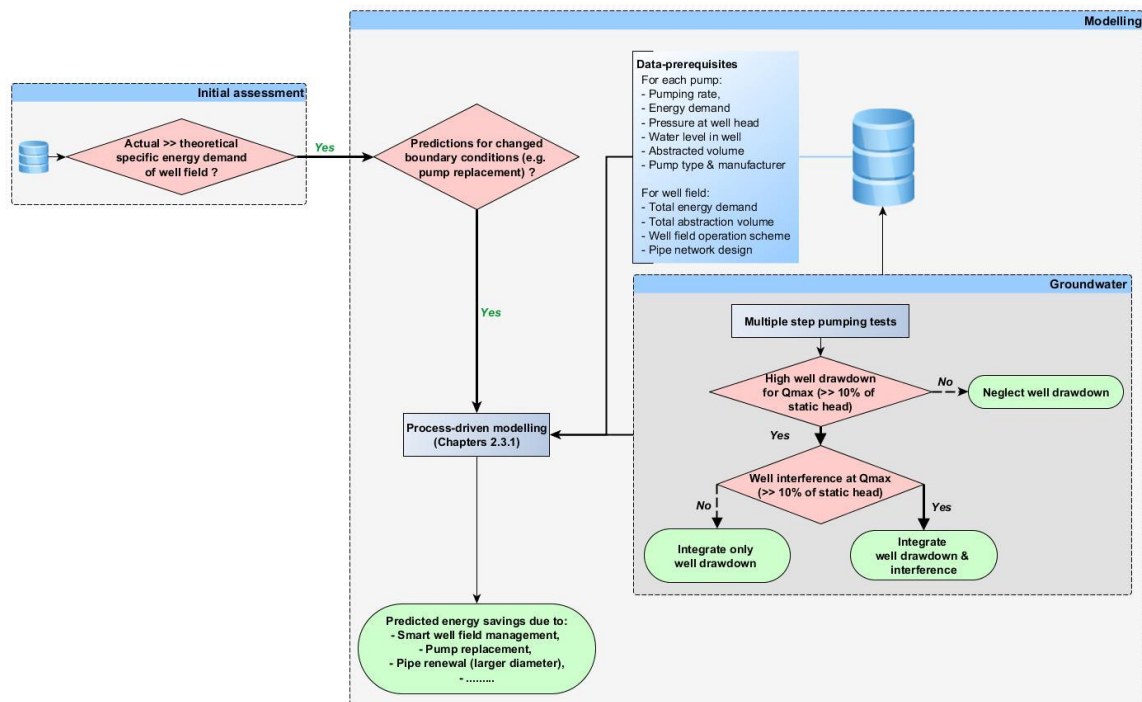 Modelling
Initial assessment
Actual >> theoretical
specific energy demand
of well field ?
Yes
Predictions for changed
boundary conditions (e.g.
pump replacement) ?
Yes
Data-prerequisites
For each pump:
- Pumping rate,
- Energy demand
- Pressure at well head
- Water level in well
- Abstracted volume
- Pump type & manufacturer
For well field:
- Total energy demand
- Total abstraction volume
- Well field operation scheme
- Pipe network design
Groundwater
Multiple step pumping tests
High well drawdown
for Qmax (>> 10% of
static head)
No
Neglect well drawdown
Yes
Well interference at Qmax
(>> 10% of static head)
No
Yes
Integrate only
well drawdown
Integrate
well drawdown &
interference
Process-driven modelling
(Chapters 2.3.1)
Predicted energy savings due to:
- Smart well field management,
- Pump replacement,
- Pipe renewal (larger diameter),
- .........